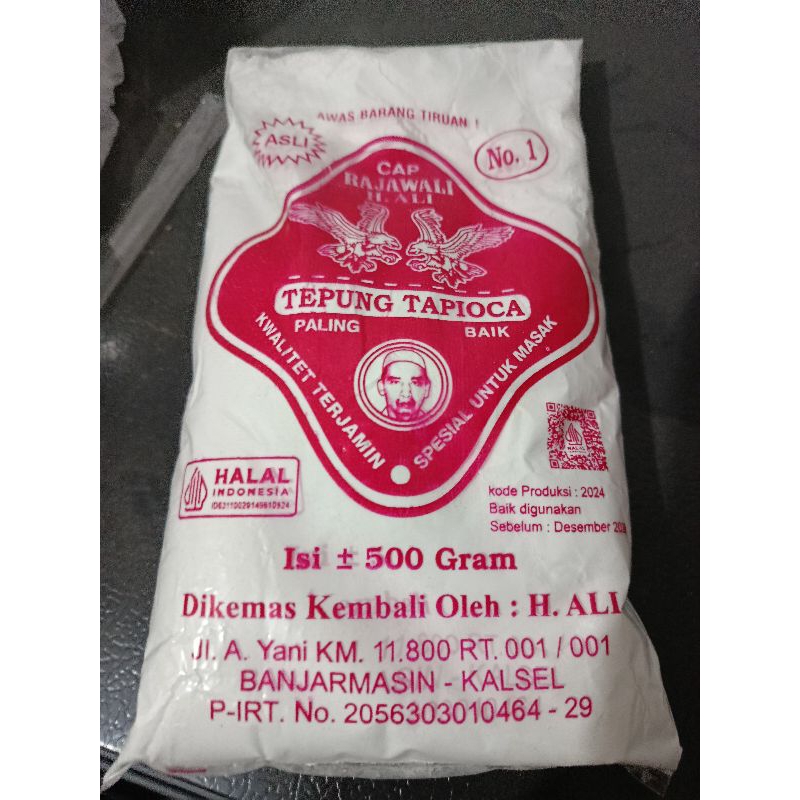 AWAS BARANG TIRUAN !
ASLI
No. 1
CAP
RAJAWALI
H. ALI
TEPUNG TAPIOCA
PALING BAIK
KWALITET TERJAMIN
SPESIAL UNTUK MASAK
HALAL
INDONESIA
HALAL
kode Produksi : 2024
Baik digunakan
Sebelum : Desember
Isi ± 500 Gram
Dikemas Kembali Oleh : H. ALI
Jl. A. Yani KM. 11.800 RT. 001 / 001
BANJARMASIN - KALSEL
P-IRT. No. 2056303010464 - 29